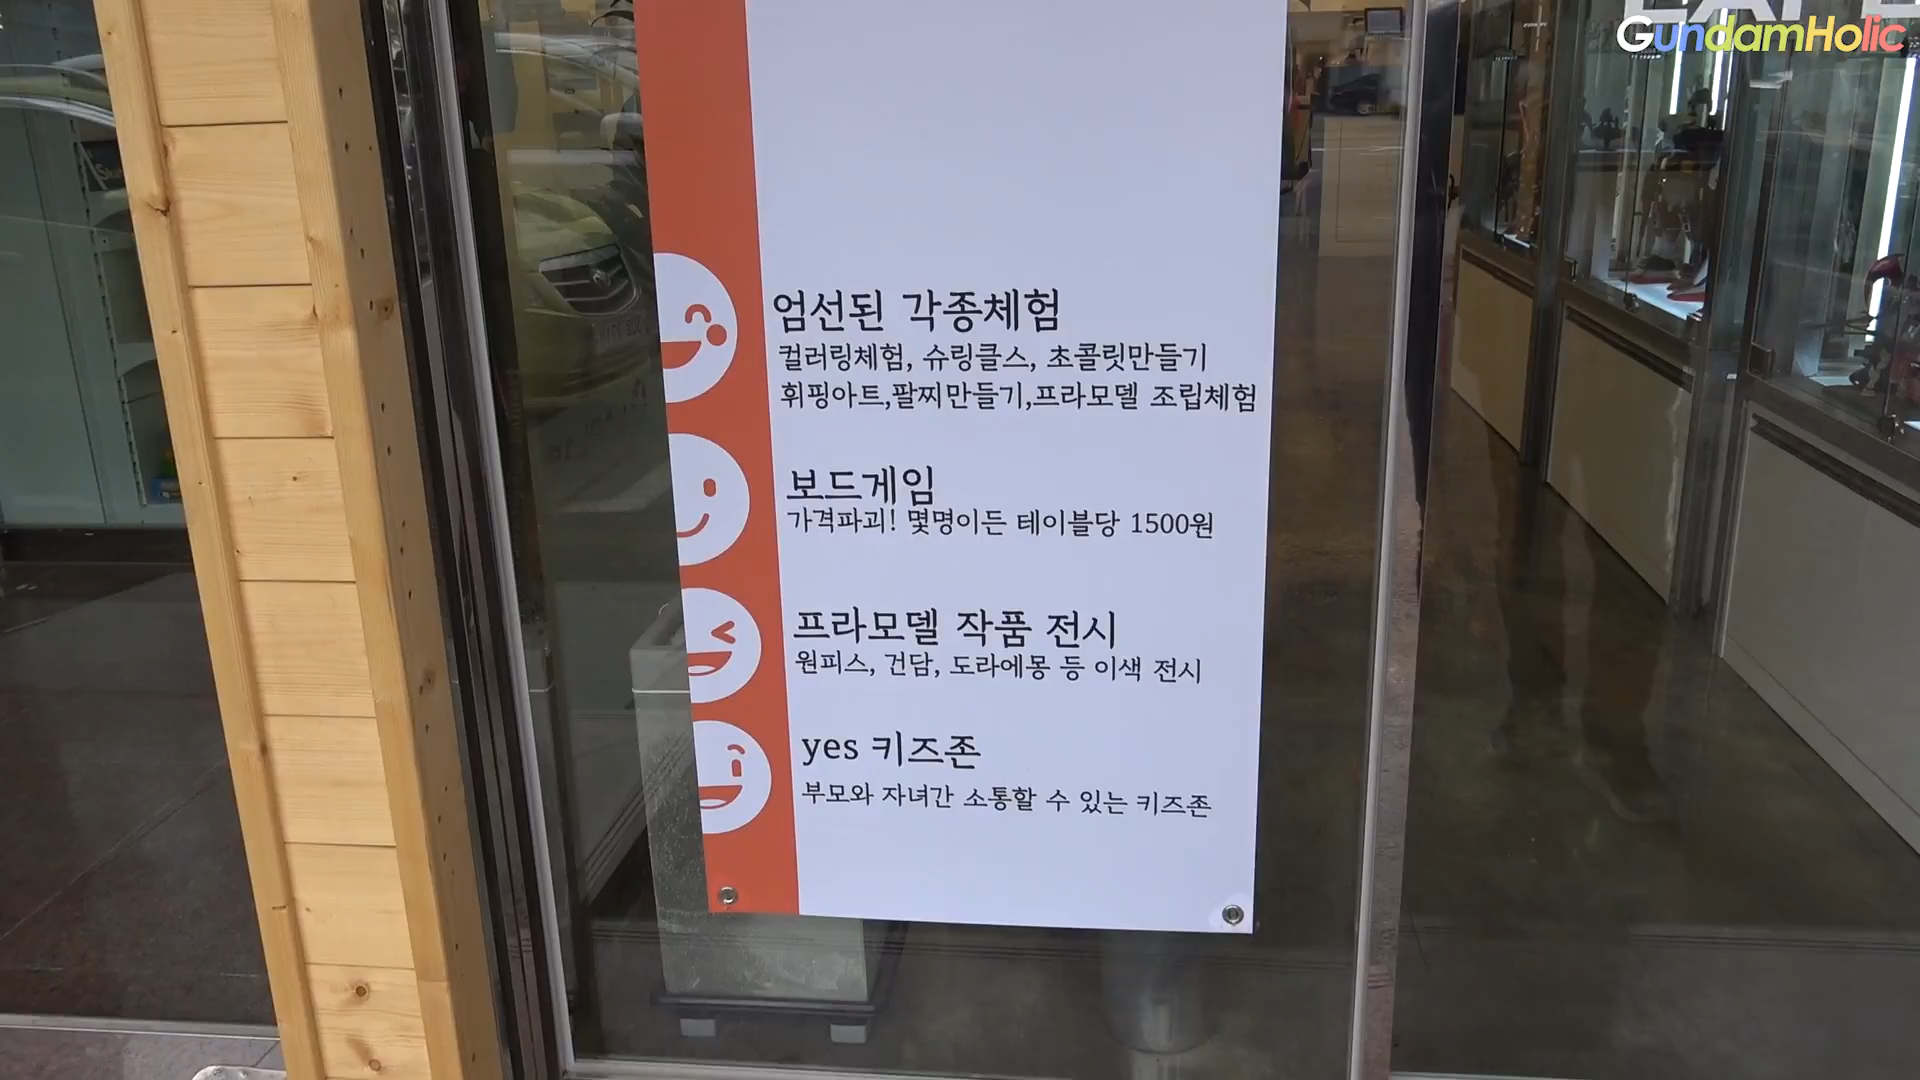 GundamHolic
엄선된 각종체험
컬러링체험, 슈링클스, 초콜릿만들기
휘핑아트,팔찌만들기,프라모델 조립체험
보드게임
가격파괴! 몇명이든 테이블당 1500원
프라모델 작품 전시
원피스, 건담, 도라에몽 등 이색 전시
yes 키즈존
부모와 자녀간 소통할 수 있는 키즈존